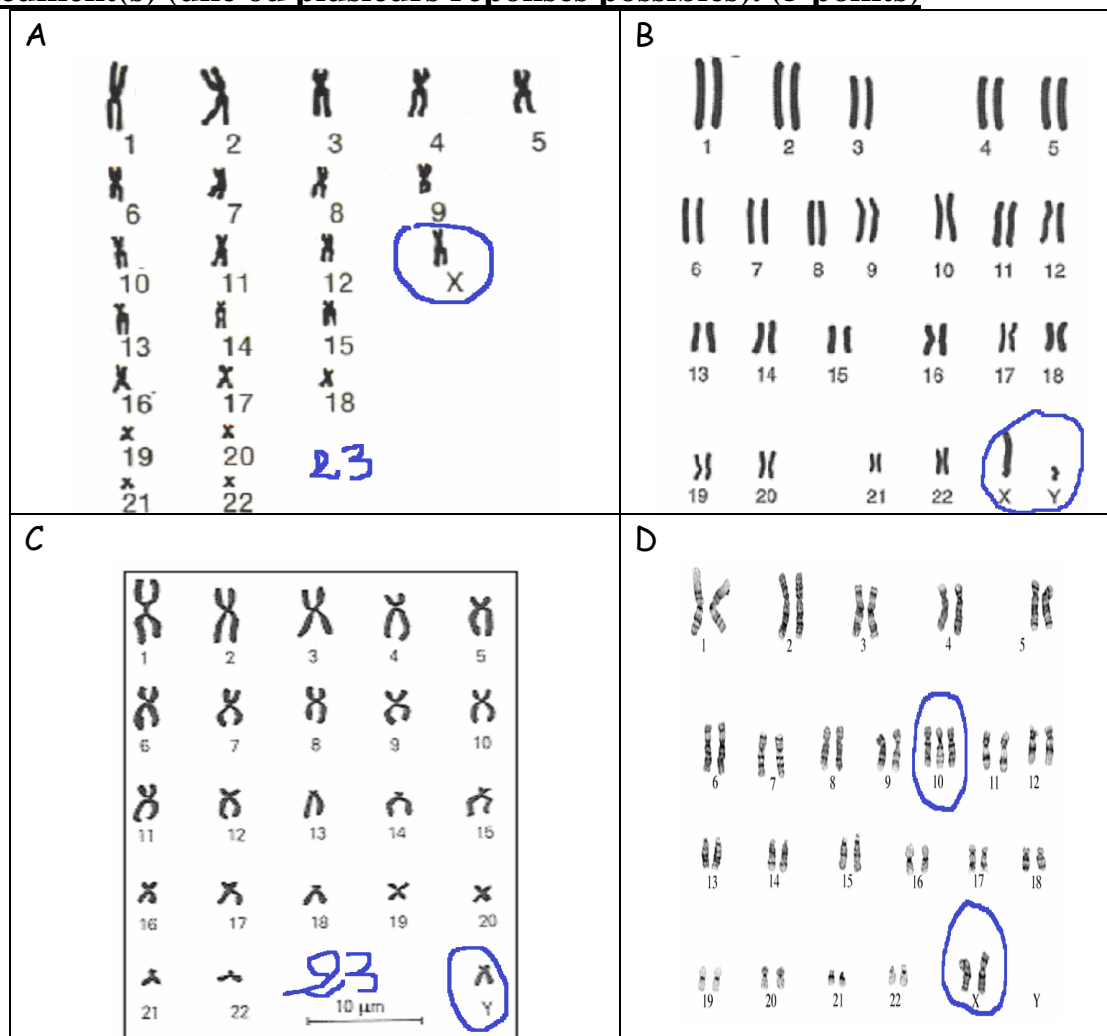 cument(s) (une ou plusieurs réponses possibles). (3 points)
A
1 2 3 4 5
6 7 8 9
10 11 12 X
13 14 15
16 17 18
19 20 23
21 22
B
1 2 3 4 5
6 7 8 9 10 11 12
13 14 15 16 17 18
19 20 21 22 X Y
C
1 2 3 4 5
6 7 8 9 10
11 12 13 14 15
16 17 18 19 20
21 22 23 10 µm Y
D
1 2 3 4 5
6 7 8 9 10 11 12
13 14 15 16 17 18
19 20 21 22 X Y